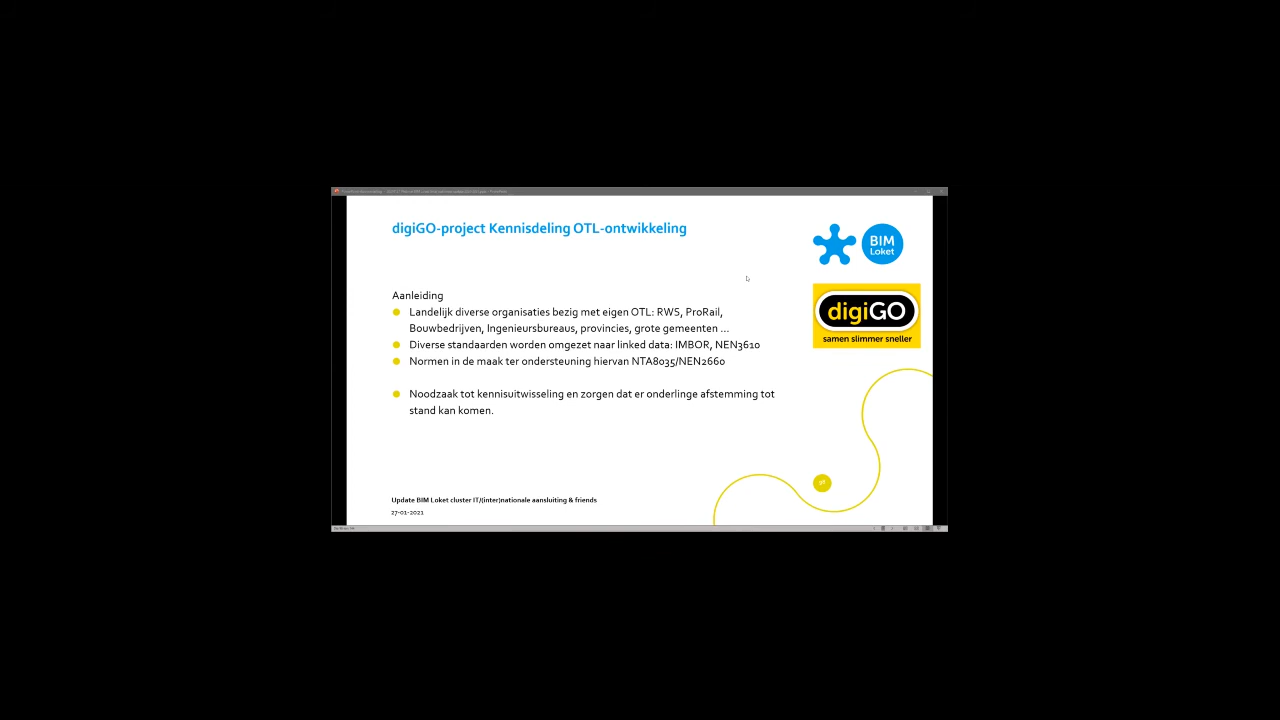 digiGO-project Kennisdeling OTL-ontwikkeling
BIM
Loket
digiGO
samen slimmer sneller
Aanleiding
Landelijk diverse organisaties bezig met eigen OTL: RWS, ProRail,
Bouwbedrijven, Ingenieursbureaus, provincies, grote gemeenten ...
Diverse standaarden worden omgezet naar linked data: IMBOR, NEN3610
Normen in de maak ter ondersteuning hiervan NTA8035/NEN2660
Noodzaak tot kennisuitwisseling en zorgen dat er onderlinge afstemming tot
stand kan komen.
Update BIM Loket cluster IT/(inter)nationale aansluiting & friends
27-01-2021